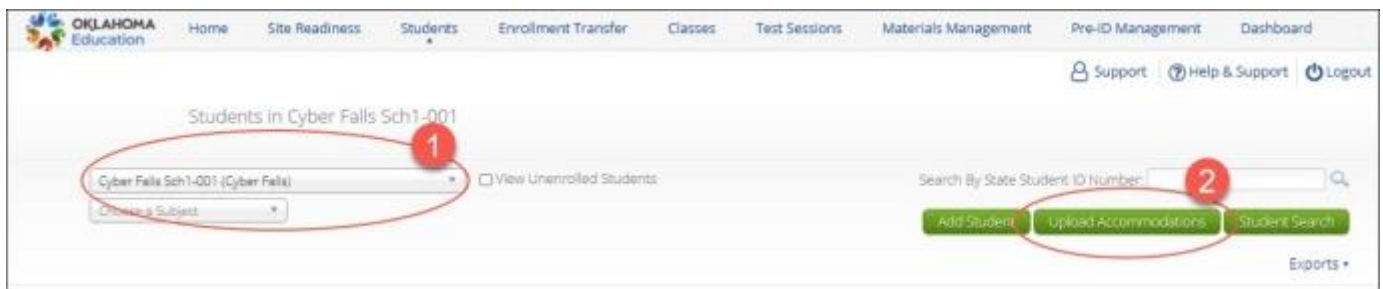 OKLAHOMA
Education
Home Site Readiness Students Enrollment Transfer Classes Test Sessions Materials Management Pre-ID Management Dashboard
Support Help & Support Logout
Students in Cyber Falls Sch1-001
1
Cyber Falls Sch1-001 (Cyber Falls) View Unenrolled Students Search By State Student ID Number: 2
Choose a Subject
Add Student Upload Accommodations Student Search
Exports